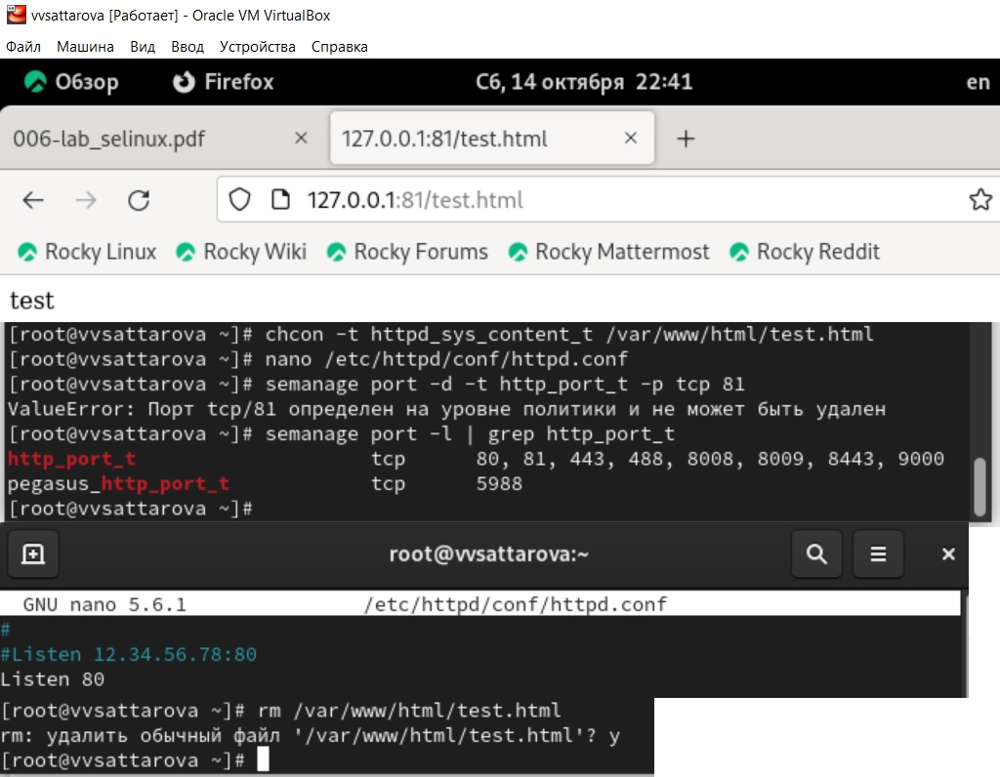 vvsattarova [Работает] - Oracle VM VirtualBox
Файл Машина Вид Ввод Устройства Справка
Обзор Firefox Сб, 14 октября 22:41 en
006-lab_selinux.pdf × 127.0.0.1:81/test.html × +
127.0.0.1:81/test.html
Rocky Linux Rocky Wiki Rocky Forums Rocky Mattermost Rocky Reddit
test
[root@vvsattarova ~]# chcon -t httpd_sys_content_t /var/www/html/test.html
[root@vvsattarova ~]# nano /etc/httpd/conf/httpd.conf
[root@vvsattarova ~]# semanage port -d -t http_port_t -p tcp 81
ValueError: Порт tcp/81 определен на уровне политики и не может быть удален
[root@vvsattarova ~]# semanage port -l | grep http_port_t
http_port_t tcp 80, 81, 443, 488, 8008, 8009, 8443, 9000
pegasus_http_port_t tcp 5988
[root@vvsattarova ~]#
root@vvsattarova:~
GNU nano 5.6.1 /etc/httpd/conf/httpd.conf
#
#Listen 12.34.56.78:80
Listen 80
[root@vvsattarova ~]# rm /var/www/html/test.html
rm: удалить обычный файл '/var/www/html/test.html'? y
[root@vvsattarova ~]#